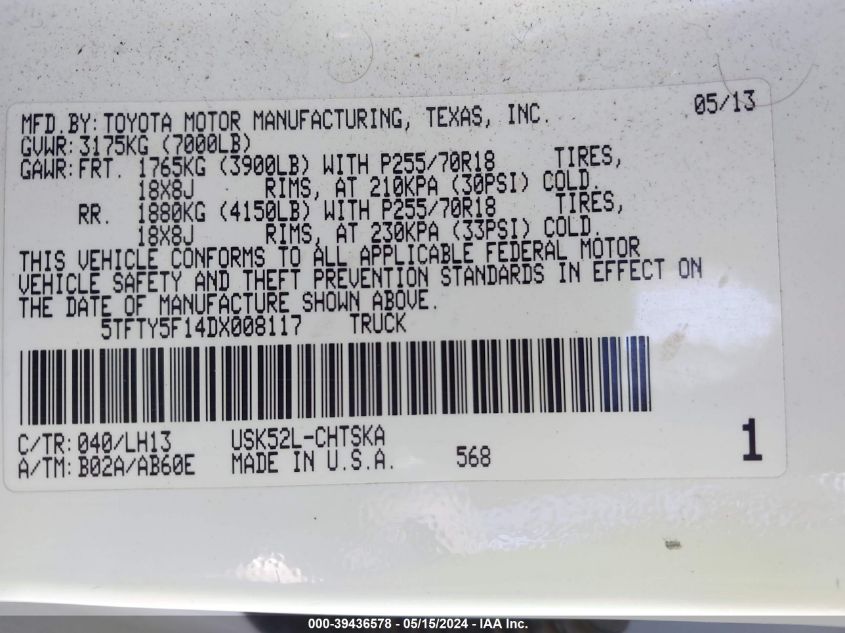 MFD.BY: TOYOTA MOTOR MANUFACTURING, TEXAS, INC. 05/13
GVWR: 3175KG (7000LB)
GAWR: FRT. 1765KG (3900LB) WITH P255/70R18 TIRES,
18X8J RIMS, AT 210KPA (30PSI) COLD.
RR. 1880KG (4150LB) WITH P255/70R18 TIRES,
18X8J RIMS, AT 230KPA (33PSI) COLD.
THIS VEHICLE CONFORMS TO ALL APPLICABLE FEDERAL MOTOR
VEHICLE SAFETY AND THEFT PREVENTION STANDARDS IN EFFECT ON
THE DATE OF MANUFACTURE SHOWN ABOVE.
5TFTY5F14DX008117 TRUCK
C/TR: 040/LH13 USK52L-CHTSKA
A/TM: B02A/AB60E MADE IN U.S.A. 568 1
000-39436578 - 05/15/2024 - IAA Inc.